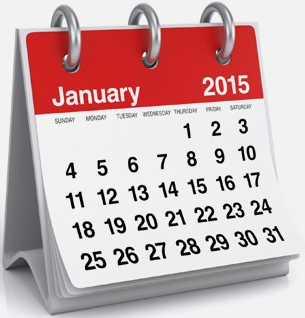 January 2015
SUNDAY MONDAY TUESDAY WEDNESDAY THURSDAY FRIDAY SATURDAY
1 2 3
4 5 6 7 8 9 10
11 12 13 14 15 16 17
18 19 20 21 22 23 24
25 26 27 28 29 30 31